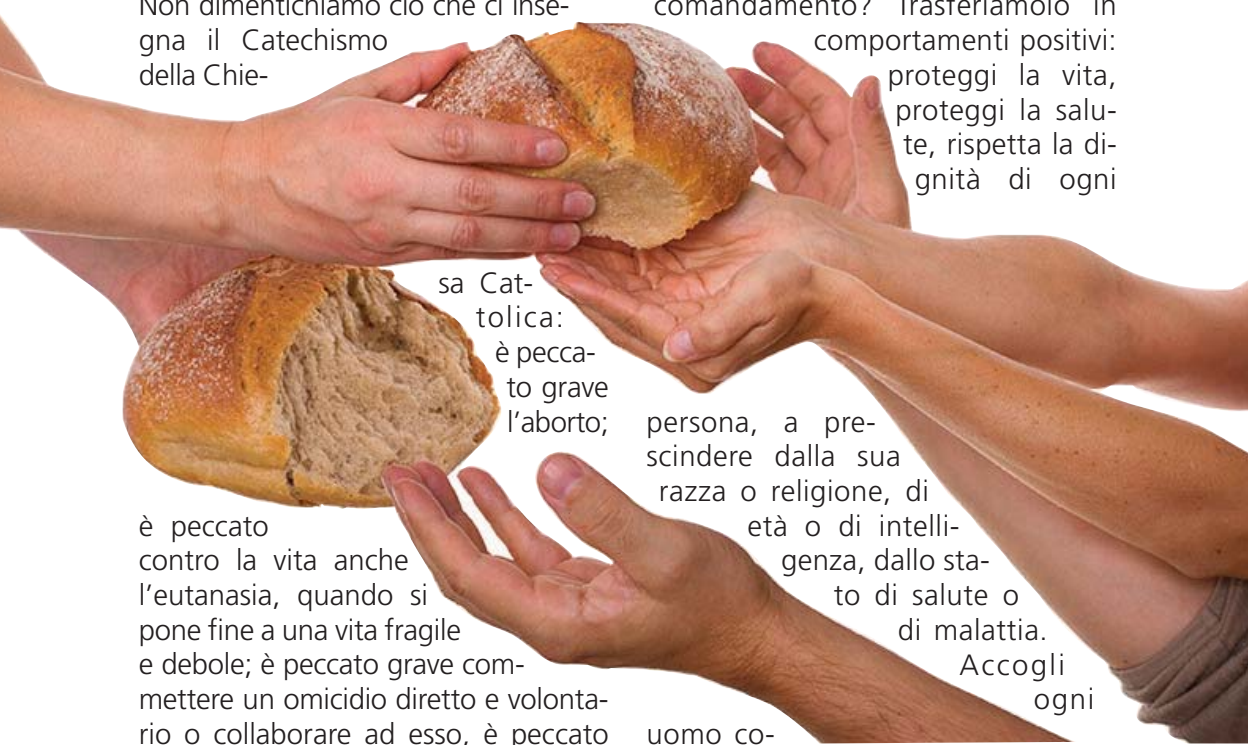 Non dimentichiamo ciò che ci inse-
gna il Catechismo
della Chie-
sa Cat-
tolica:
è pecca-
to grave
l'aborto;
è peccato
contro la vita anche
l'eutanasia, quando si
pone fine a una vita fragile
e debole; è peccato grave com-
mettere un omicidio diretto e volonta-
rio o collaborare ad esso, è peccato
comandamento? Trasferiamolo in
comportamenti positivi:
proteggi la vita,
proteggi la salu-
te, rispetta la di-
gnità di ogni
persona, a pre-
scindere dalla sua
razza o religione, di
età o di intelli-
genza, dallo sta-
to di salute o
di malattia.
Accogli
ogni
uomo co-